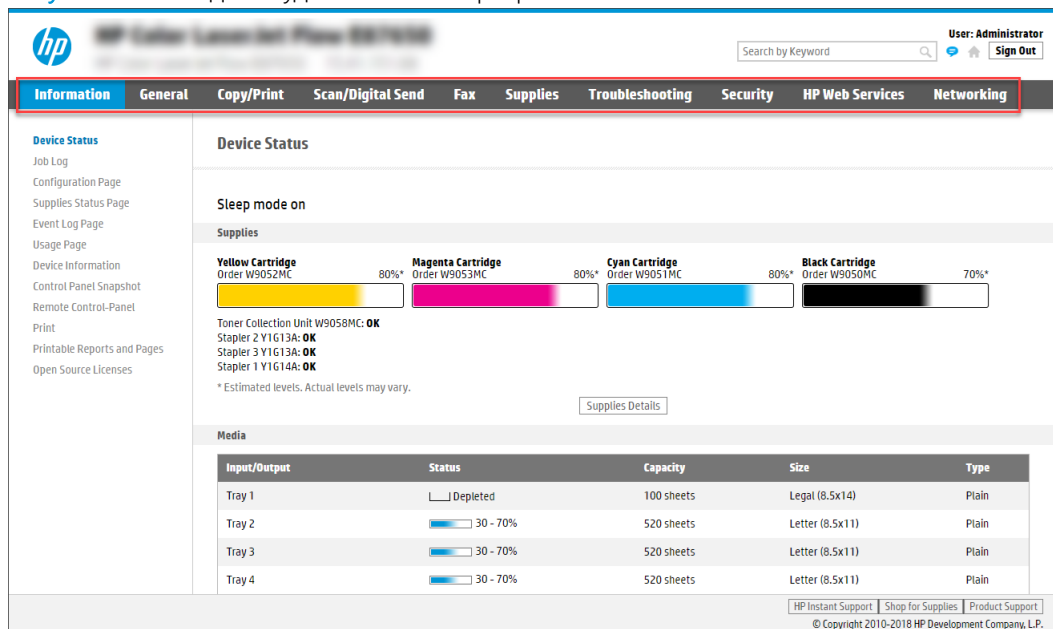 hp
User: Administrator
Search by Keyword
Sign Out
Information General Copy/Print Scan/Digital Send Fax Supplies Troubleshooting Security HP Web Services Networking
Device Status
Job Log
Configuration Page
Supplies Status Page
Event Log Page
Usage Page
Device Information
Control Panel Snapshot
Remote Control-Panel
Print
Printable Reports and Pages
Open Source Licenses
Device Status
Sleep mode on
Supplies
Yellow Cartridge Magenta Cartridge Cyan Cartridge Black Cartridge
Order W9052MC 80%* Order W9053MC 80%* Order W9051MC 80%* Order W9050MC 70%*
Toner Collection Unit W9058MC: OK
Stapler 2 Y1G13A: OK
Stapler 3 Y1G13A: OK
Stapler 1 Y1G14A: OK
* Estimated levels. Actual levels may vary.
Supplies Details
Media
Input/Output Status Capacity Size Type
Tray 1 Depleted 100 sheets Legal (8.5x14) Plain
Tray 2 30 - 70% 520 sheets Letter (8.5x11) Plain
Tray 3 30 - 70% 520 sheets Letter (8.5x11) Plain
Tray 4 30 - 70% 520 sheets Letter (8.5x11) Plain
HP Instant Support Shop for Supplies Product Support
© Copyright 2010-2018 HP Development Company, L.P.